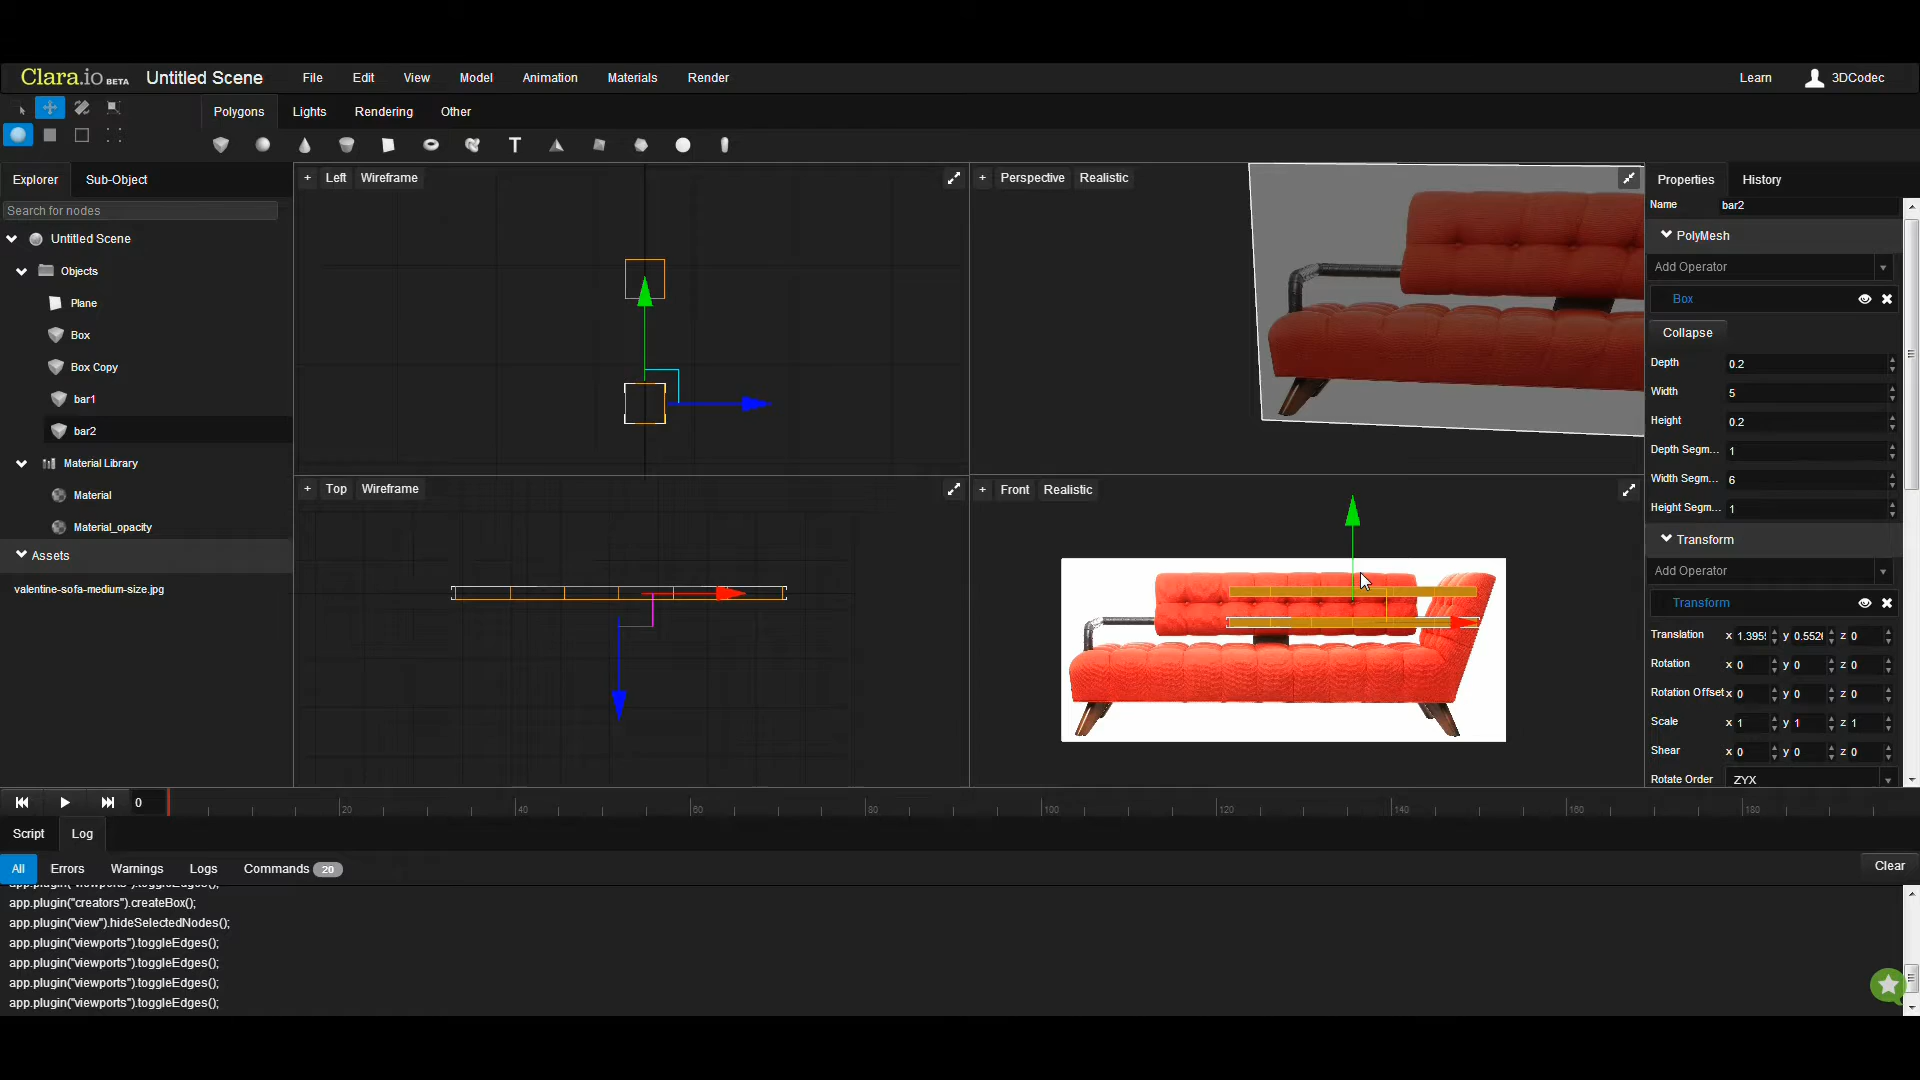 Clara.io BETA Untitled Scene File Edit View Model Animation Materials Render Learn 3DCodec
Polygons Lights Rendering Other
Explorer Sub-Object
Search for nodes
Untitled Scene
Objects
Plane
Box
Box Copy
bar1
bar2
Material Library
Material
Material_opacity
Assets
valentine-sofa-medium-size.jpg
+ Left Wireframe
+ Perspective Realistic
+ Top Wireframe
+ Front Realistic
Properties History
Name bar2
PolyMesh
Add Operator
Box
Collapse
Depth 0.2
Width 5
Height 0.2
Depth Segm... 1
Width Segm... 6
Height Segm... 1
Transform
Add Operator
Transform
Translation x 1.395 y 0.552 z 0
Rotation x 0 y 0 z 0
Rotation Offset x 0 y 0 z 0
Scale x 1 y 1 z 1
Shear x 0 y 0 z 0
Rotate Order ZYX
0 20 40 60 80 100 120 140 160 180
Script Log
All Errors Warnings Logs Commands 20 Clear
app.plugin("viewports").toggleEdges();
app.plugin("creators").createBox();
app.plugin("view").hideSelectedNodes();
app.plugin("viewports").toggleEdges();
app.plugin("viewports").toggleEdges();
app.plugin("viewports").toggleEdges();
app.plugin("viewports").toggleEdges();